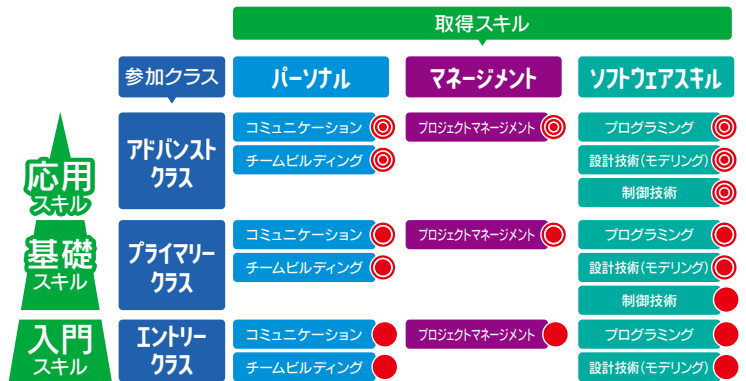 取得スキル
参加クラス
パーソナル
マネージメント
ソフトウェアスキル
応用
スキル
アドバンスト
クラス
コミュニケーション
プロジェクトマネージメント
プログラミング
チームビルディング
設計技術(モデリング)
制御技術
基礎
スキル
プライマリー
クラス
コミュニケーション
プロジェクトマネージメント
プログラミング
チームビルディング
設計技術(モデリング)
制御技術
入門
スキル
エントリー
クラス
コミュニケーション
プロジェクトマネージメント
プログラミング
チームビルディング
設計技術(モデリング)